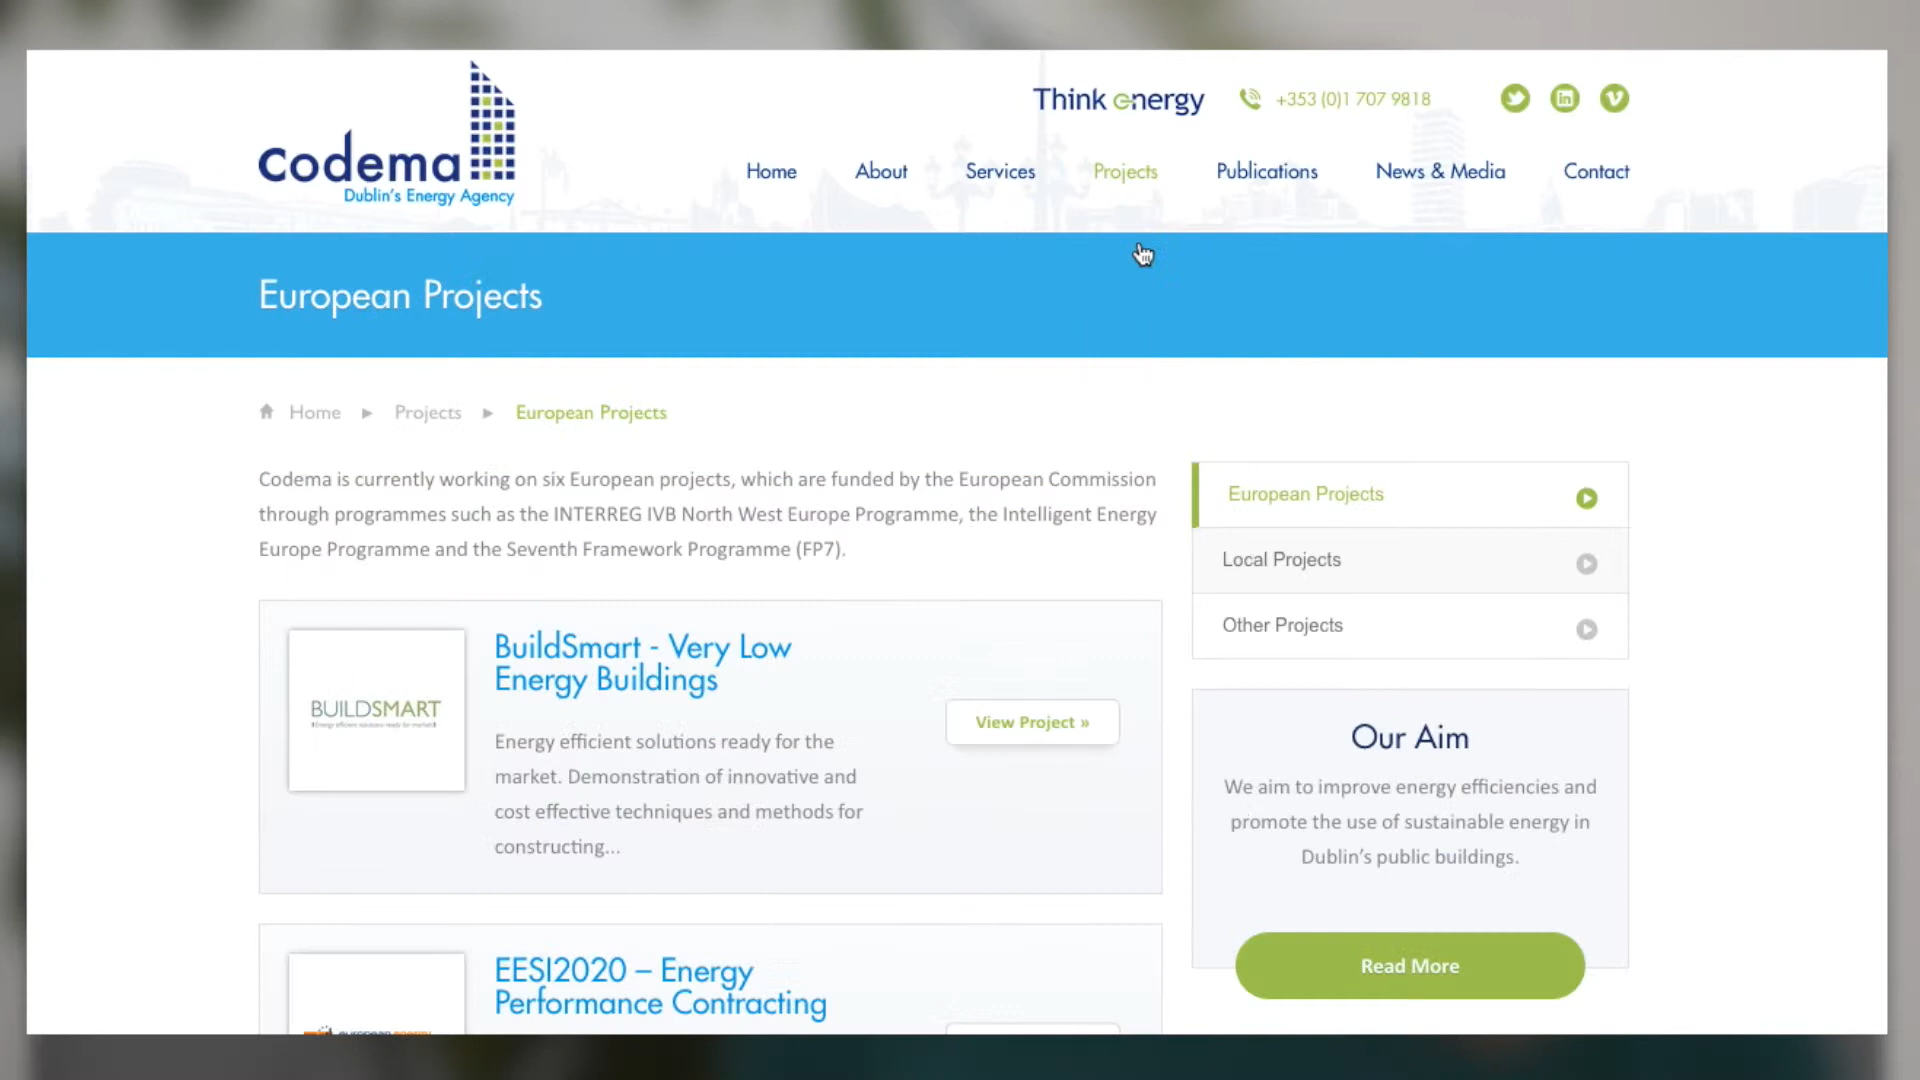 Think energy
+353 (0)1 707 9818
codema
Dublin's Energy Agency
Home
About
Services
Projects
Publications
News & Media
Contact
European Projects
Home
Projects
European Projects
Codema is currently working on six European projects, which are funded by the European Commission
through programmes such as the INTERREG IVB North West Europe Programme, the Intelligent Energy
Europe Programme and the Seventh Framework Programme (FP7).
BUILDSMART
Energy efficient solutions ready for market
BuildSmart - Very Low
Energy Buildings
Energy efficient solutions ready for the
market. Demonstration of innovative and
cost effective techniques and methods for
constructing...
View Project »
EESI2020 – Energy
Performance Contracting
European Projects
Local Projects
Other Projects
Our Aim
We aim to improve energy efficiencies and
promote the use of sustainable energy in
Dublin's public buildings.
Read More